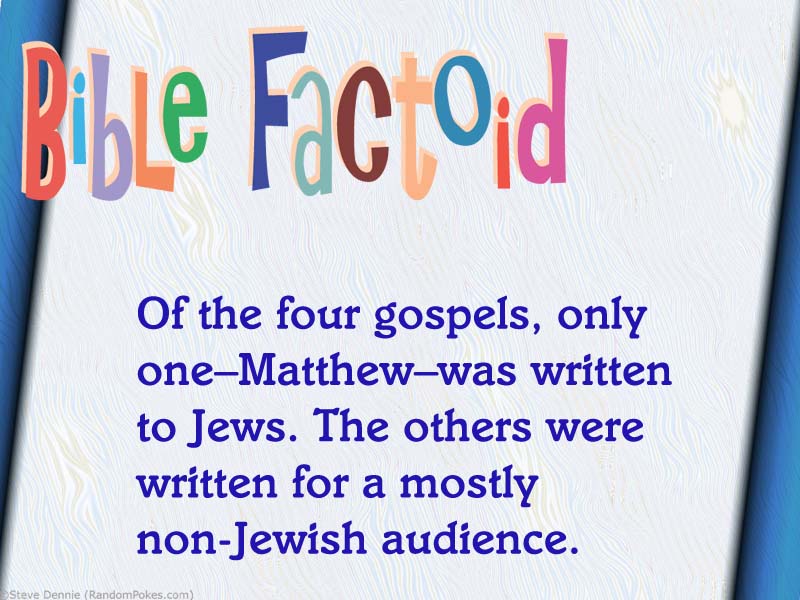 Bible Factoid
Of the four gospels, only
one–Matthew–was written
to Jews. The others were
written for a mostly
non-Jewish audience.
©Steve Dennie (RandomPokes.com)